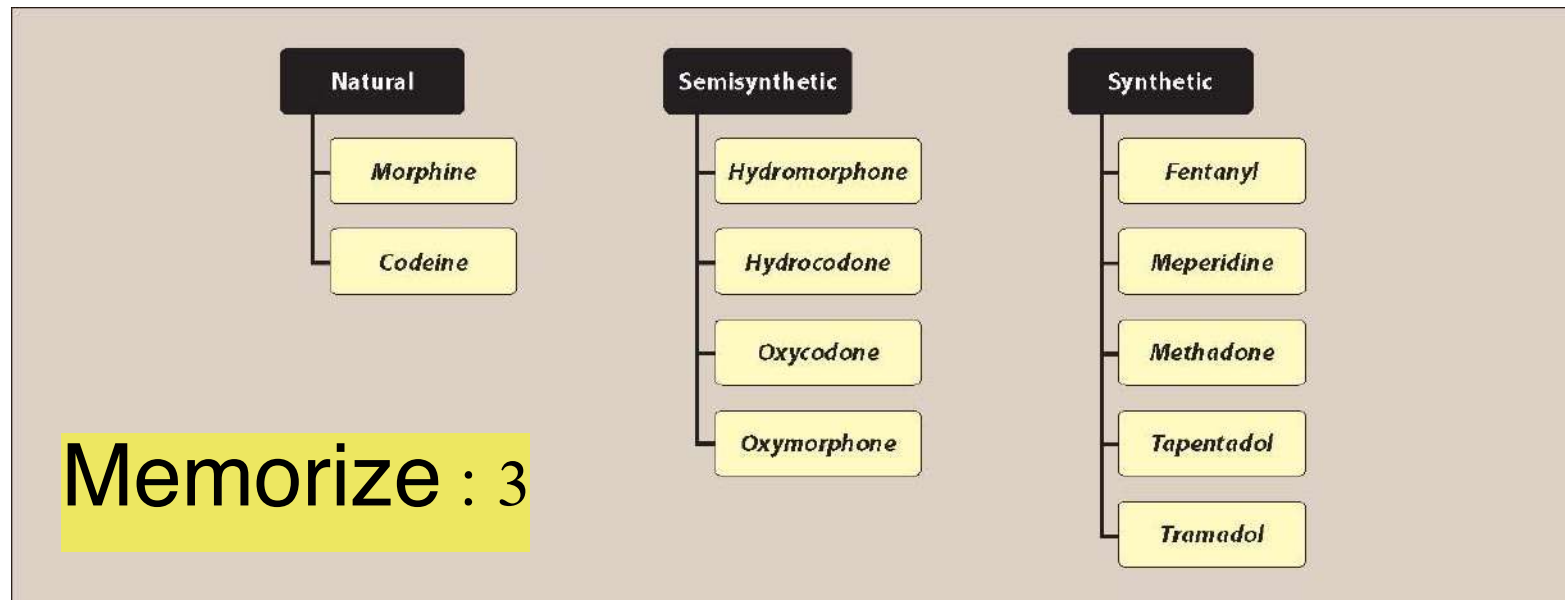 Natural
Morphine
Codeine
Semisynthetic
Hydromorphone
Hydrocodone
Oxycodone
Oxymorphone
Synthetic
Fentanyl
Meperidine
Methadone
Tapentadol
Tramadol
Memorize : 3